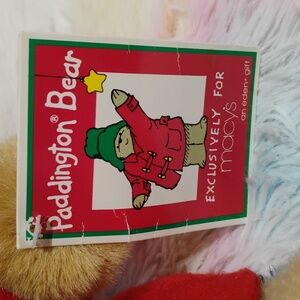 Paddington® Bear
EXCLUSIVELY FOR
macy's
an eden® gift